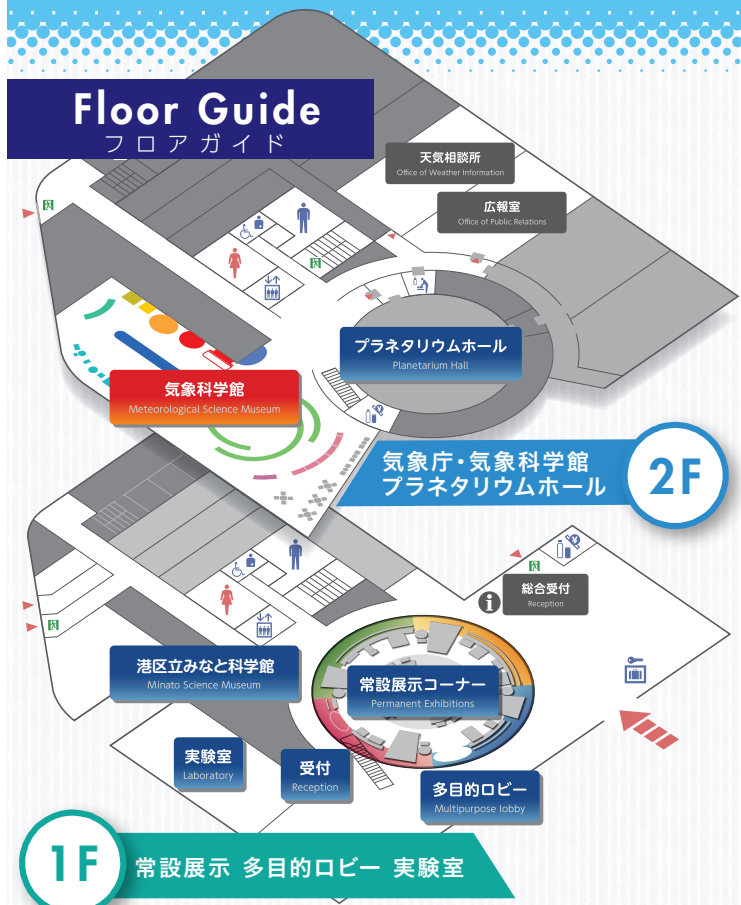 Floor Guide
フロアガイド
天気相談所
Office of Weather Information
広報室
Office of Public Relations
プラネタリウムホール
Planetarium Hall
気象科学館
Meteorological Science Museum
気象庁・気象科学館
プラネタリウムホール
2F
総合受付
Reception
港区立みなと科学館
Minato Science Museum
常設展示コーナー
Permanent Exhibitions
実験室
Laboratory
受付
Reception
多目的ロビー
Multipurpose lobby
1F
常設展示 多目的ロビー 実験室